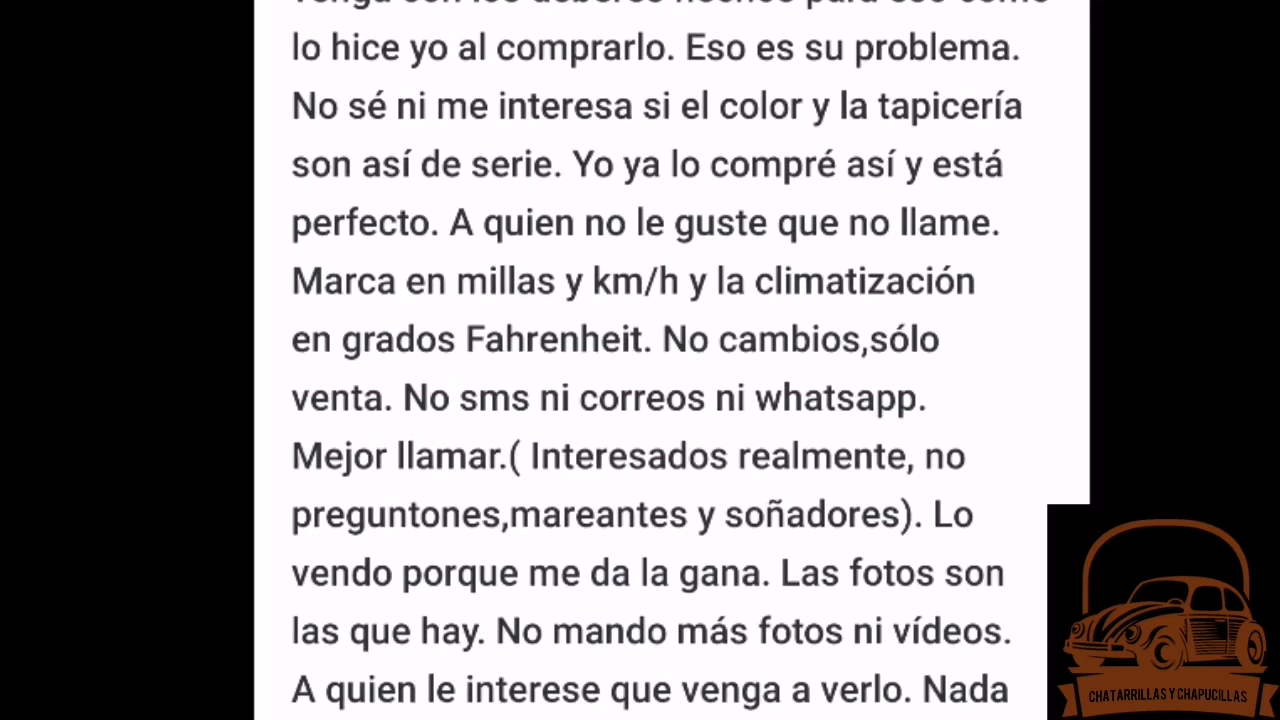 lo hice yo al comprarlo. Eso es su problema.
No sé ni me interesa si el color y la tapicería
son así de serie. Yo ya lo compré así y está
perfecto. A quien no le guste que no llame.
Marca en millas y km/h y la climatización
en grados Fahrenheit. No cambios,sólo
venta. No sms ni correos ni whatsapp.
Mejor llamar.( Interesados realmente, no
preguntones,mareantes y soñadores). Lo
vendo porque me da la gana. Las fotos son
las que hay. No mando más fotos ni vídeos.
A quien le interese que venga a verlo. Nada
CHATARRILLAS Y CHAPUCILLAS